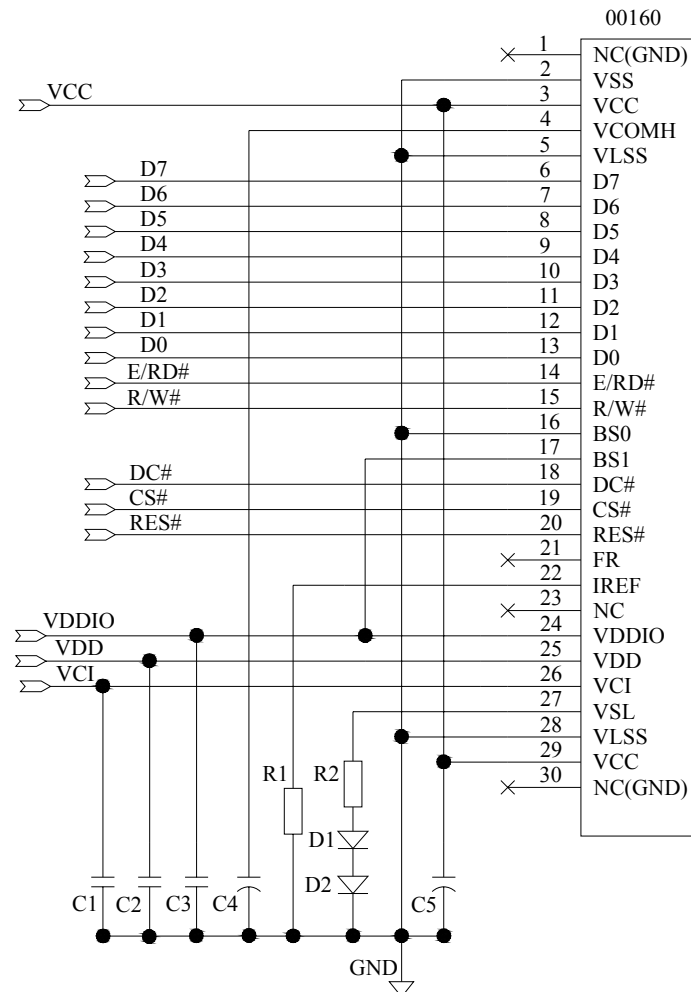 00160
1 NC(GND)
2 VSS
VCC 3 VCC
4 VCOMH
5 VLSS
D7 6 D7
D6 7 D6
D5 8 D5
D4 9 D4
D3 10 D3
D2 11 D2
D1 12 D1
D0 13 D0
E/RD# 14 E/RD#
R/W# 15 R/W#
16 BS0
17 BS1
DC# 18 DC#
CS# 19 CS#
RES# 20 RES#
21 FR
22 IREF
23 NC
VDDIO 24 VDDIO
VDD 25 VDD
VCI 26 VCI
27 VSL
28 VLSS
29 VCC
R1 R2 30 NC(GND)
D1
D2
C1 C2 C3 C4 C5
GND